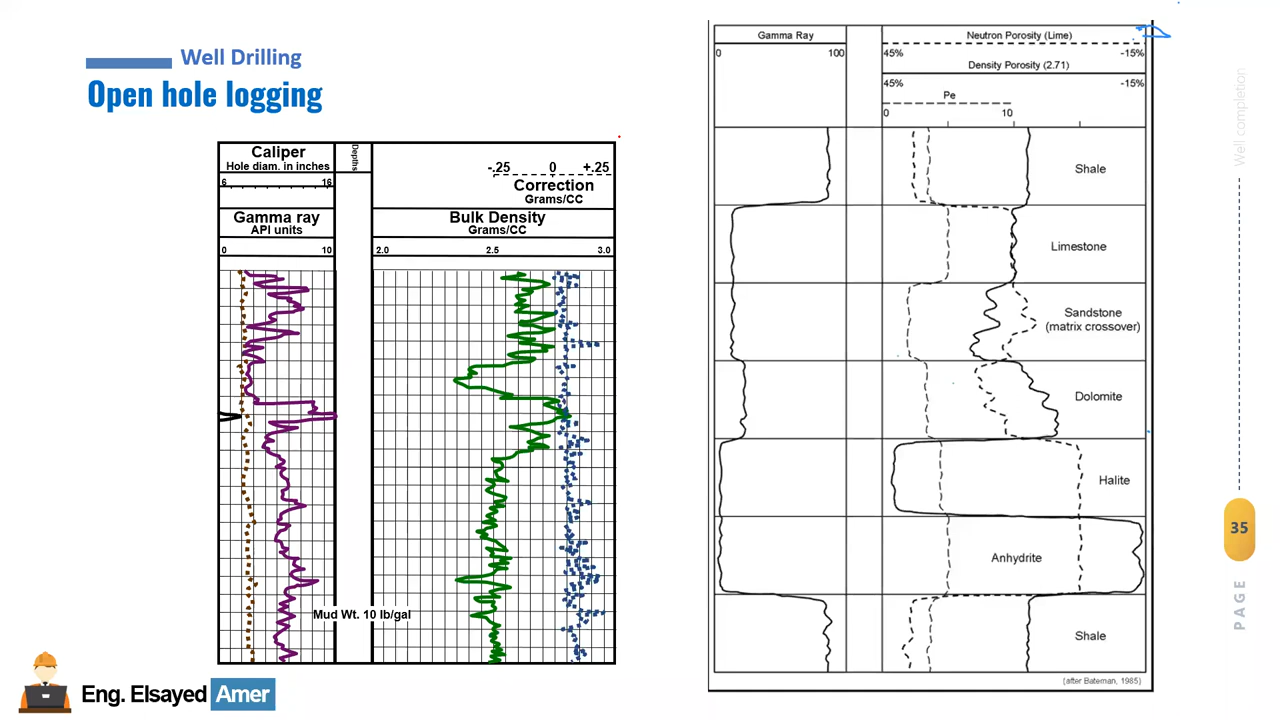 Well Drilling
Open hole logging
Caliper
Hole diam. in inches
6 16
Depths
-.25 0 +.25
Correction
Grams/CC
Gamma ray
API units
0 10
Bulk Density
Grams/CC
2.0 2.5 3.0
Mud Wt. 10 lb/gal
Gamma Ray
0 100
Neutron Porosity (Lime)
45% -15%
Density Porosity (2.71)
45% -15%
Pe
0 10
Shale
Limestone
Sandstone
(matrix crossover)
Dolomite
Halite
Anhydrite
Shale
(after Bateman, 1985)
Well completion
35
PAGE
Eng. Elsayed Amer